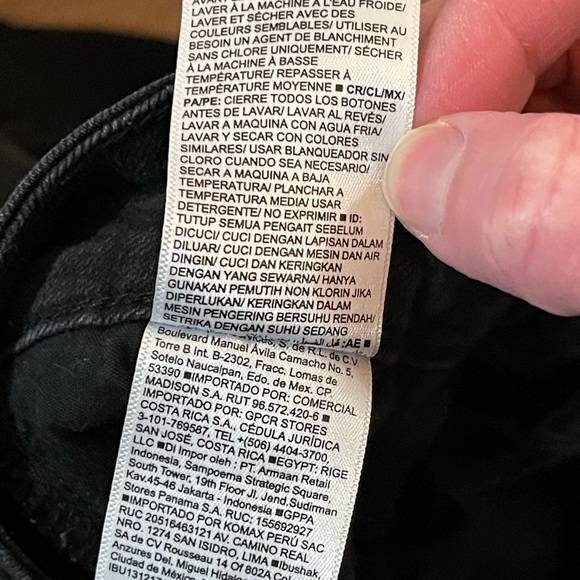 LAVER À LA MACHINE À L'EAU FROIDE/
LAVER ET SÉCHER AVEC DES
COULEURS SEMBLABLES/ UTILISER AU
BESOIN UN AGENT DE BLANCHIMENT
SANS CHLORE UNIQUEMENT/ SÉCHER
À LA MACHINE À BASSE
TEMPÉRATURE/ REPASSER À
TEMPÉRATURE MOYENNE ■ CR/CL/MX/
PA/PE: CIERRE TODOS LOS BOTONES
ANTES DE LAVAR/ LAVAR AL REVÉS/
LAVAR A MAQUINA CON AGUA FRIA/
LAVAR Y SECAR CON COLORES
SIMILARES/ USAR BLANQUEADOR SIN
CLORO CUANDO SEA NECESARIO/
SECAR A MAQUINA A BAJA
TEMPERATURA/ PLANCHAR A
TEMPERATURA MEDIA/ USAR
DETERGENTE/ NO EXPRIMIR ■ ID:
TUTUP SEMUA PENGAIT SEBELUM
DICUCI/ CUCI DENGAN LAPISAN DALAM
DILUAR/ CUCI DENGAN MESIN DAN AIR
DINGIN/ CUCI DAN KERINGKAN
DENGAN YANG SEWARNA/ HANYA
GUNAKAN PEMUTIH NON KLORIN JIKA
DIPERLUKAN/ KERINGKAN DALAM
MESIN PENGERING BERSUHU RENDAH/
SETRIKA DENGAN SUHU SEDANG
■ AE:
S. de R.L. de C.V
Boulevard Manuel Ávila Camacho No. 5,
Torre B Int. B-2302, Fracc. Lomas de
Sotelo Naucalpan, Edo. de Mex. CP
53390 ■IMPORTADO POR: COMERCIAL
MADISON S.A. RUT 96.572.420-6 ■
IMPORTADO POR: GPCR STORES
COSTA RICA S.A., CÉDULA JURÍDICA
3-101-769587, TEL +(506) 4404-3700,
SAN JOSÉ, COSTA RICA ■EGYPT: RIGE
LLC ■Di Impor oleh : PT. Armaan Retail
Indonesia, Sampoerna Strategic Square,
South Tower, 19th Floor Jl. Jend.Sudirman
Kav.45-46 Jakarta - Indonesia ■GPPA
Stores Panama S.A. RUC: 155692927
■IMPORTADO POR KOMAX PERU SAC
RUC 20516463121 AV. CAMINO REAL
NRO. 1274 SAN ISIDRO, LIMA ■Ibushak,
SA de CV Rousseau 14 Of 802A Col
Anzures Del. Miguel Hidalgo
Ciudad de México